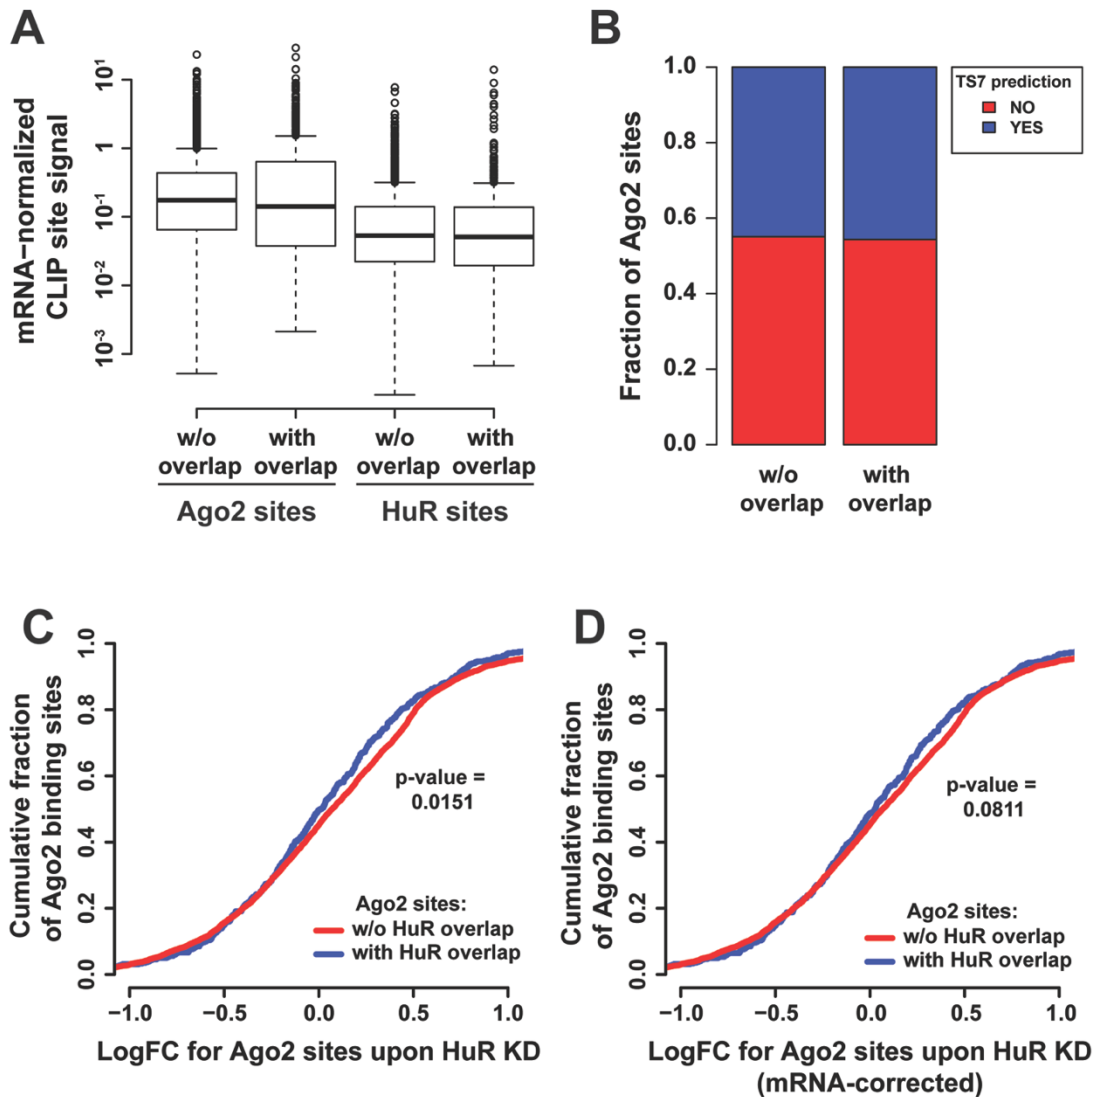 A
mRNA−normalized
CLIP site signal
10¹
1
10⁻¹
10⁻²
10⁻³
w/o
overlap
with
overlap
w/o
overlap
with
overlap
Ago2 sites
HuR sites
B
Fraction of Ago2 sites
1.0
0.8
0.6
0.4
0.2
0.0
w/o
overlap
with
overlap
TS7 prediction
NO
YES
C
Cumulative fraction
of Ago2 binding sites
1.0
0.8
0.6
0.4
0.2
0.0
p-value =
0.0151
Ago2 sites:
w/o HuR overlap
with HuR overlap
−1.0
−0.5
0.0
0.5
1.0
LogFC for Ago2 sites upon HuR KD
D
Cumulative fraction
of Ago2 binding sites
1.0
0.8
0.6
0.4
0.2
0.0
p-value =
0.0811
Ago2 sites:
w/o HuR overlap
with HuR overlap
−1.0
−0.5
0.0
0.5
1.0
LogFC for Ago2 sites upon HuR KD
(mRNA-corrected)